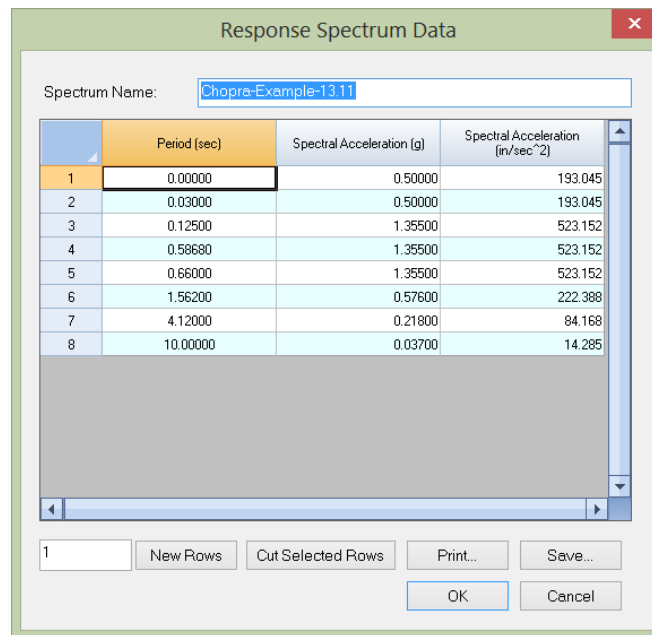 Response Spectrum Data
Spectrum Name: Chopra-Example-13.11
Period (sec) Spectral Acceleration (g) Spectral Acceleration
(in/sec^2)
1 0.00000 0.50000 193.045
2 0.03000 0.50000 193.045
3 0.12500 1.35500 523.152
4 0.58680 1.35500 523.152
5 0.66000 1.35500 523.152
6 1.56200 0.57600 222.388
7 4.12000 0.21800 84.168
8 10.00000 0.03700 14.285
1 New Rows Cut Selected Rows Print... Save...
OK Cancel